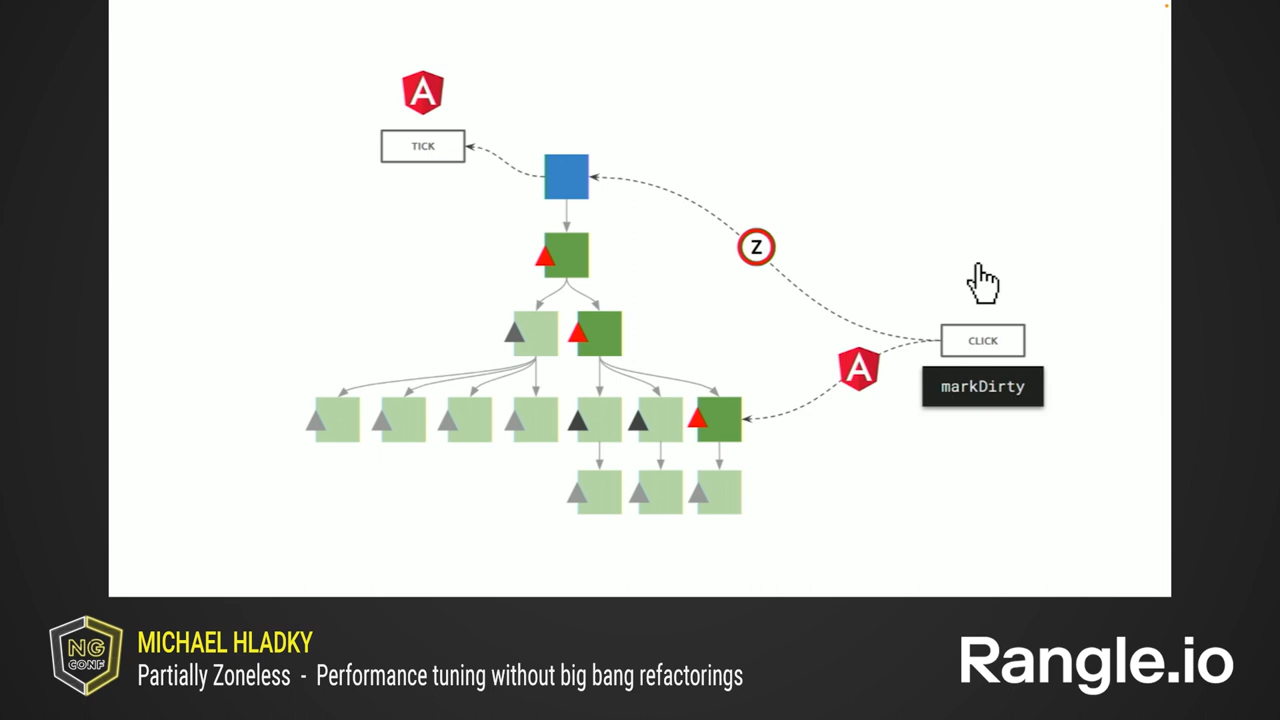 A
TICK
Z
CLICK
A
markDirty
NG
CONF
MICHAEL HLADKY
Partially Zoneless - Performance tuning without big bang refactorings
Rangle.io